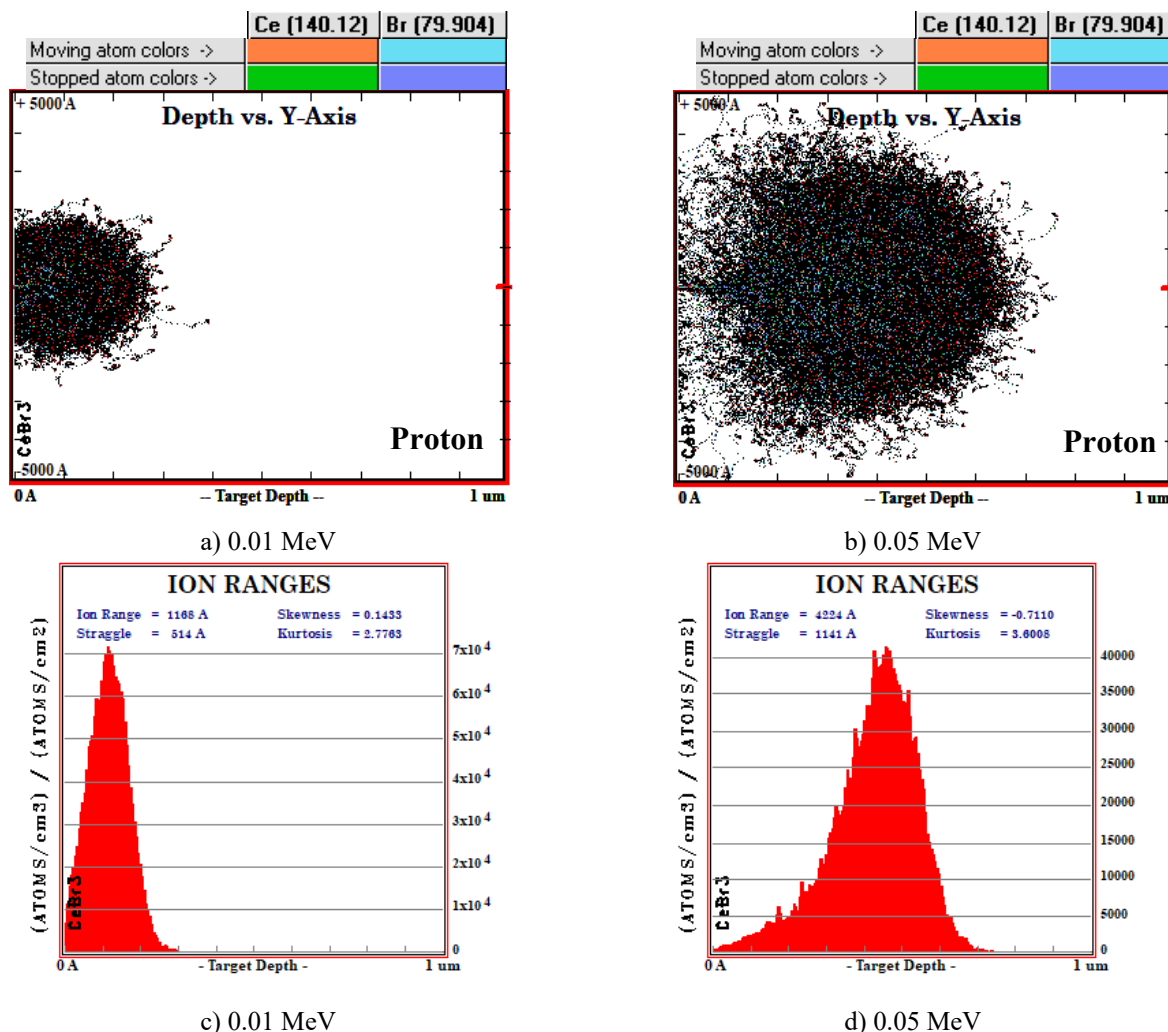 Ce (140.12) Br (79.904)
Moving atom colors ->
Stopped atom colors ->
+ 5000 A
Depth vs. Y-Axis
CeBr3
Proton
-5000 A
0 A -- Target Depth -- 1 um
a) 0.01 MeV
Ce (140.12) Br (79.904)
Moving atom colors ->
Stopped atom colors ->
+ 5000 A
Depth vs. Y-Axis
CeBr3
Proton
-5000 A
0 A -- Target Depth -- 1 um
b) 0.05 MeV
ION RANGES
Ion Range = 1168 A Skewness = 0.1433
Straggle = 514 A Kurtosis = 2.7763
(ATOMS/cm3) / (ATOMS/cm2)
7x10^4
6x10^4
5x10^4
4x10^4
3x10^4
2x10^4
1x10^4
0
CeBr3
0 A - Target Depth - 1 um
c) 0.01 MeV
ION RANGES
Ion Range = 4224 A Skewness = -0.7110
Straggle = 1141 A Kurtosis = 3.6008
(ATOMS/cm3) / (ATOMS/cm2)
40000
35000
30000
25000
20000
15000
10000
5000
0
CeBr3
0 A - Target Depth - 1 um
d) 0.05 MeV